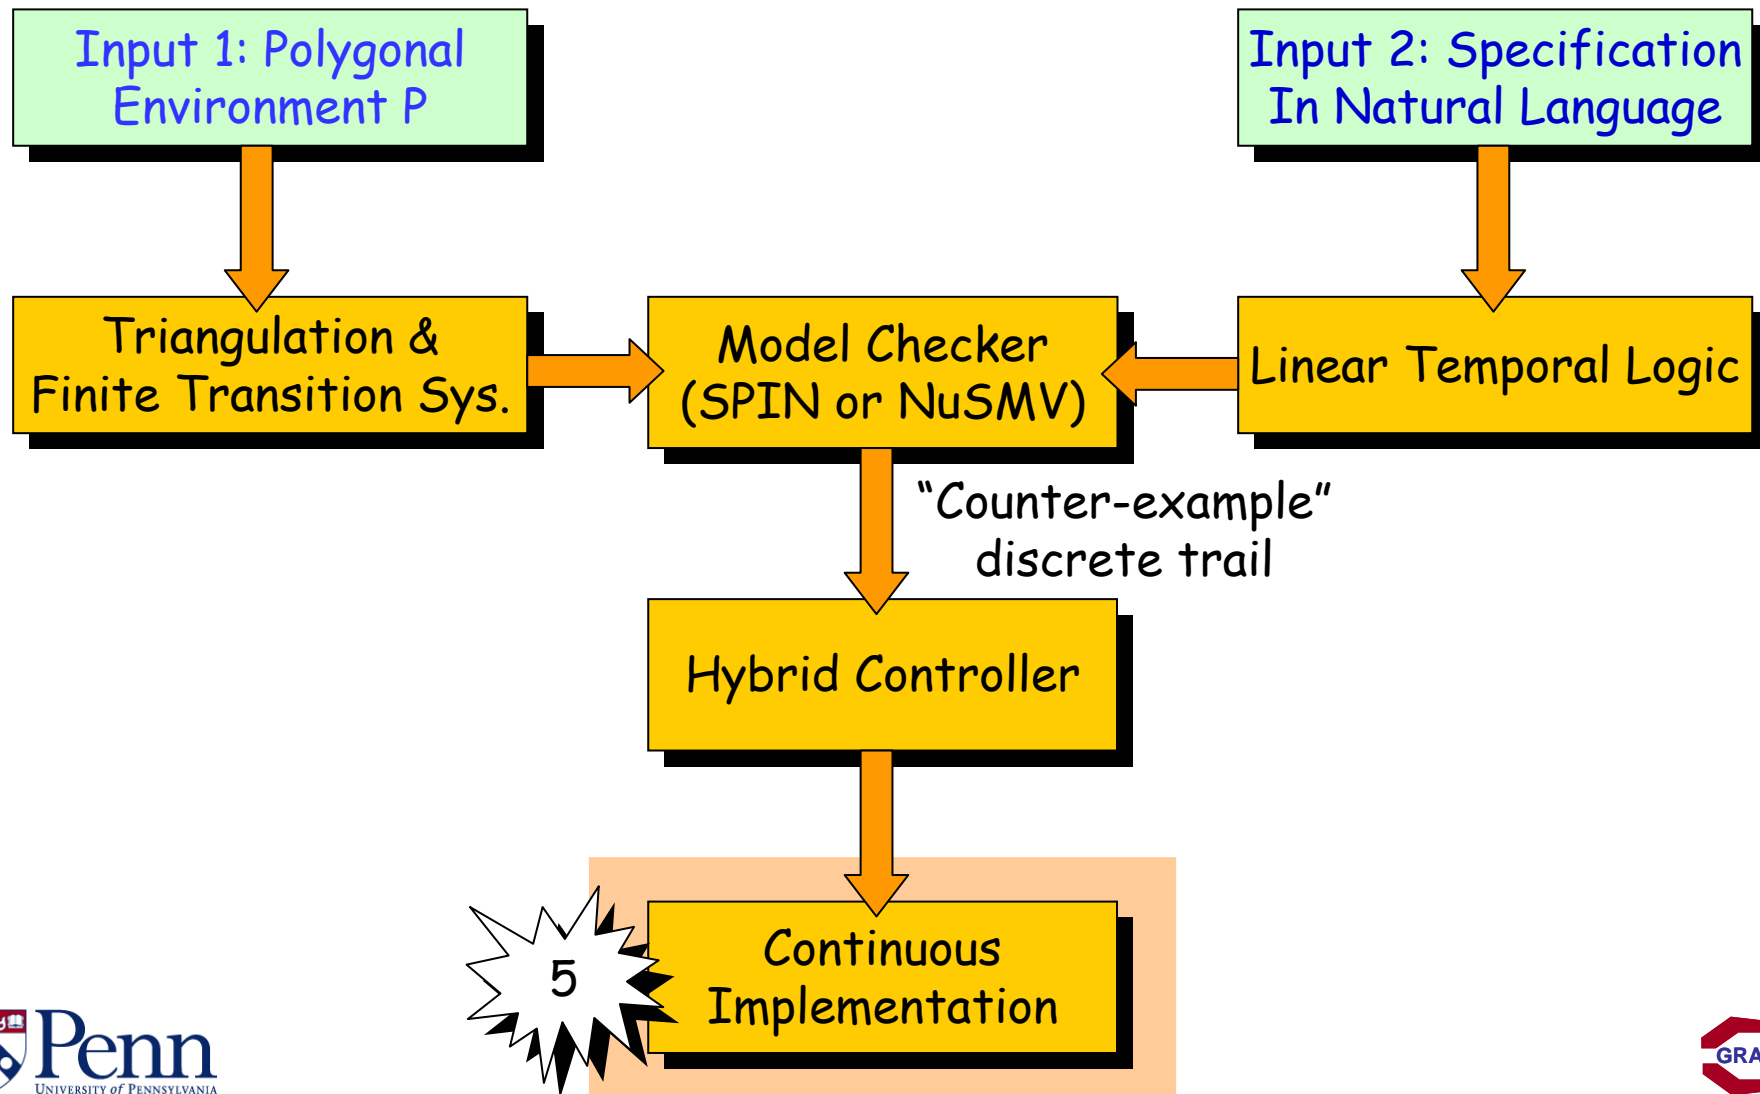 Input 1: Polygonal
Environment P
Input 2: Specification
In Natural Language
Triangulation &
Finite Transition Sys.
Model Checker
(SPIN or NuSMV)
Linear Temporal Logic
“Counter-example”
discrete trail
Hybrid Controller
5
Continuous
Implementation
Penn
UNIVERSITY of PENNSYLVANIA
GRA